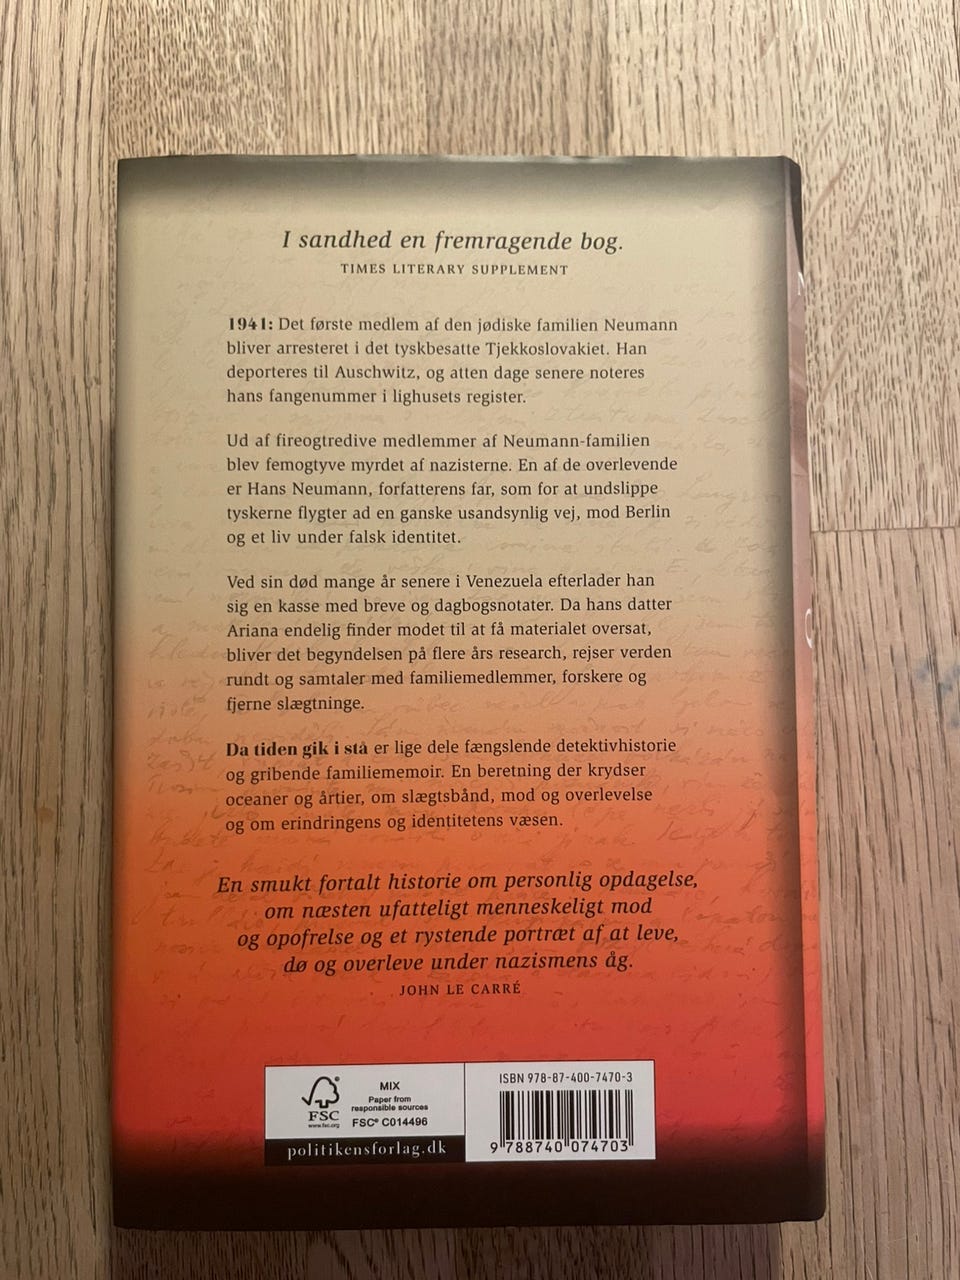 I sandhed en fremragende bog.
TIMES LITERARY SUPPLEMENT
1941: Det første medlem af den jødiske familien Neumann
bliver arresteret i det tyskbesatte Tjekkoslovakiet. Han
deporteres til Auschwitz, og atten dage senere noteres
hans fangenummer i lighusets register.
Ud af fireogtredive medlemmer af Neumann-familien
blev femogtyve myrdet af nazisterne. En af de overlevende
er Hans Neumann, forfatterens far, som for at undslippe
tyskerne flygter ad en ganske usandsynlig vej, mod Berlin
og et liv under falsk identitet.
Ved sin død mange år senere i Venezuela efterlader han
sig en kasse med breve og dagbogsnotater. Da hans datter
Ariana endelig finder modet til at få materialet oversat,
bliver det begyndelsen på flere års research, rejser verden
rundt og samtaler med familiemedlemmer, forskere og
fjerne slægtninge.
Da tiden gik i stå er lige dele fængslende detektivhistorie
og gribende familiememoir. En beretning der krydser
oceaner og årtier, om slægtsbånd, mod og overlevelse
og om erindringens og identitetens væsen.
En smukt fortalt historie om personlig opdagelse,
om næsten ufatteligt menneskeligt mod
og opofrelse og et rystende portræt af at leve,
dø og overleve under nazismens åg.
JOHN LE CARRÉ
FSC
www.fsc.org
MIX
Paper from
responsible sources
FSC® C014496
politikensforlag.dk
ISBN 978-87-400-7470-3
9 788740 074703